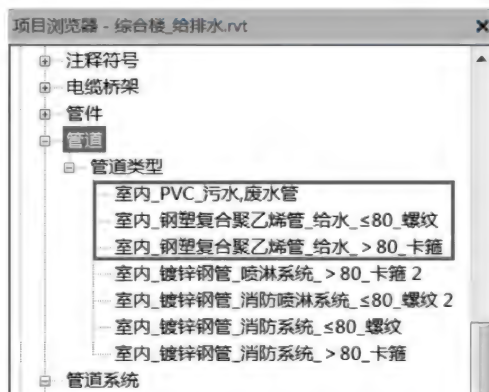 项目浏览器 - 综合楼_给排水.rvt
注释符号
电缆桥架
管件
管道
管道类型
室内_PVC_污水,废水管
室内_钢塑复合聚乙烯管_给水_≤80_螺纹
室内_钢塑复合聚乙烯管_给水_>80_卡箍
室内_镀锌钢管_喷淋系统_>80_卡箍 2
室内_镀锌钢管_消防喷淋系统_≤80_螺纹 2
室内_镀锌钢管_消防系统_≤80_螺纹
室内_镀锌钢管_消防系统_>80_卡箍
管道系统